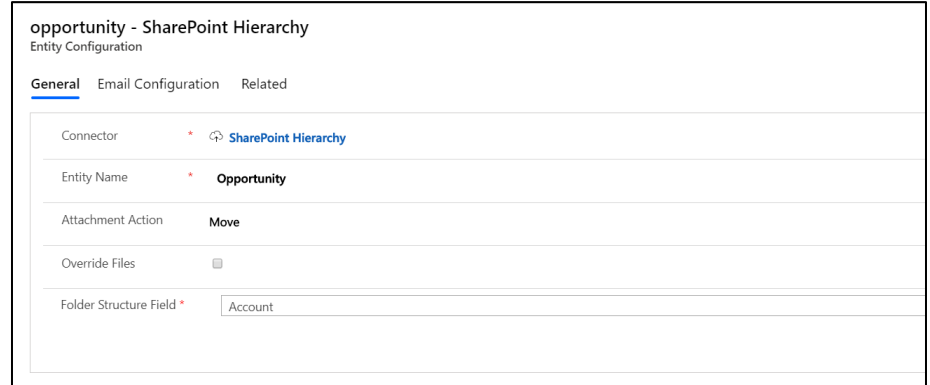 opportunity - SharePoint Hierarchy
Entity Configuration
General Email Configuration Related
Connector * SharePoint Hierarchy
Entity Name * Opportunity
Attachment Action Move
Override Files
Folder Structure Field * Account